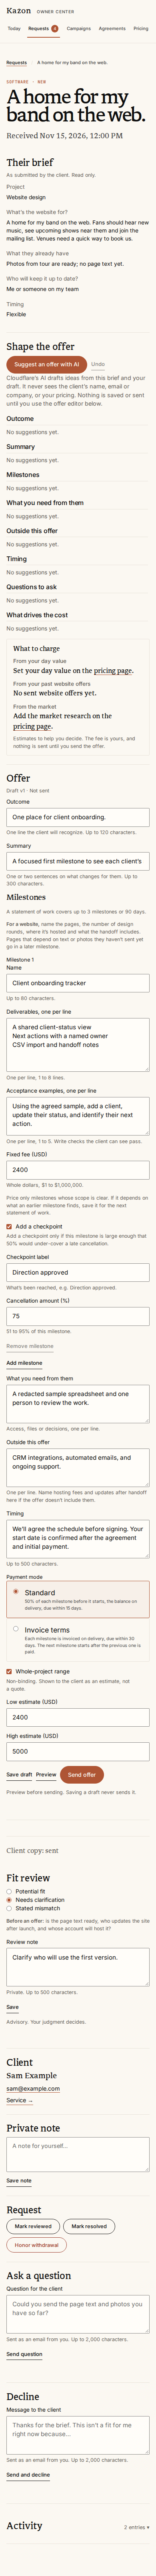 Kazon OWNER CENTER
Today Requests 4 Campaigns Agreements Pricing
Requests / A home for my band on the web.
SOFTWARE · NEW
A home for my
band on the web.
Received Nov 15, 2026, 12:00 PM
Their brief
As submitted by the client. Read only.
Project
Website design
What's the website for?
A home for my band on the web. Fans should hear new
music, see upcoming shows near them and join the
mailing list. Venues need a quick way to book us.
What they already have
Photos from tour are ready; no page text yet.
Who will keep it up to date?
Me or someone on my team
Timing
Flexible
Shape the offer
Suggest an offer with AI Undo
Cloudflare's AI drafts ideas from this brief and your
draft. It never sees the client's name, email or
company, or your pricing. Nothing is saved or sent
until you use the offer editor below.
Outcome
No suggestions yet.
Summary
No suggestions yet.
Milestones
No suggestions yet.
What you need from them
No suggestions yet.
Outside this offer
No suggestions yet.
Timing
No suggestions yet.
Questions to ask
No suggestions yet.
What drives the cost
No suggestions yet.
What to charge
From your day value
Set your day value on the pricing page.
From your past website offers
No sent website offers yet.
From the market
Add the market research on the
pricing page.
Estimates to help you decide. The fee is yours, and
nothing is sent until you send the offer.
Offer
Draft v1 · Not sent
Outcome
One place for client onboarding.
One line the client will recognize. Up to 120 characters.
Summary
A focused first milestone to see each client's
One or two sentences on what changes for them. Up to
300 characters.
Milestones
A statement of work covers up to 3 milestones or 90 days.
For a website, name the pages, the number of design
rounds, where it's hosted and what the handoff includes.
Pages that depend on text or photos they haven't sent yet
go in a later milestone.
Milestone 1
Name
Client onboarding tracker
Up to 80 characters.
Deliverables, one per line
A shared client-status view
Next actions with a named owner
CSV import and handoff notes
One per line, 1 to 8 lines.
Acceptance examples, one per line
Using the agreed sample, add a client,
update their status, and identify their next
action.
One per line, 1 to 5. Write checks the client can see pass.
Fixed fee (USD)
2400
Whole dollars, $1 to $1,000,000.
Price only milestones whose scope is clear. If it depends on
what an earlier milestone finds, save it for the next
statement of work.
Add a checkpoint
Add a checkpoint only if this milestone is large enough that
50% would under-cover a late cancellation.
Checkpoint label
Direction approved
What's been reached, e.g. Direction approved.
Cancellation amount (%)
75
51 to 95% of this milestone.
Remove milestone
Add milestone
What you need from them
A redacted sample spreadsheet and one
person to review the work.
Access, files or decisions, one per line.
Outside this offer
CRM integrations, automated emails, and
ongoing support.
One per line. Name hosting fees and updates after handoff
here if the offer doesn't include them.
Timing
We'll agree the schedule before signing. Your
start date is confirmed after the agreement
and initial payment.
Up to 500 characters.
Payment mode
Standard
50% of each milestone before it starts, the balance on
delivery, due within 15 days.
Invoice terms
Each milestone is invoiced on delivery, due within 30
days. The next milestone starts after the previous one is
paid.
Whole-project range
Non-binding. Shown to the client as an estimate, not
a quote.
Low estimate (USD)
2400
High estimate (USD)
5000
Save draft Preview Send offer
Preview before sending. Saving a draft never sends it.
Client copy: sent
Fit review
Potential fit
Needs clarification
Stated mismatch
Before an offer: is the page text ready, who updates the site
after launch, and whose account will host it?
Review note
Clarify who will use the first version.
Private. Up to 500 characters.
Save
Advisory. Your judgment decides.
Client
Sam Example
sam@example.com
Service →
Private note
A note for yourself…
Save note
Request
Mark reviewed Mark resolved
Honor withdrawal
Ask a question
Question for the client
Could you send the page text and photos you
have so far?
Sent as an email from you. Up to 2,000 characters.
Send question
Decline
Message to the client
Thanks for the brief. This isn't a fit for me
right now because…
Sent as an email from you. Up to 2,000 characters.
Send and decline
Activity 2 entries ▾